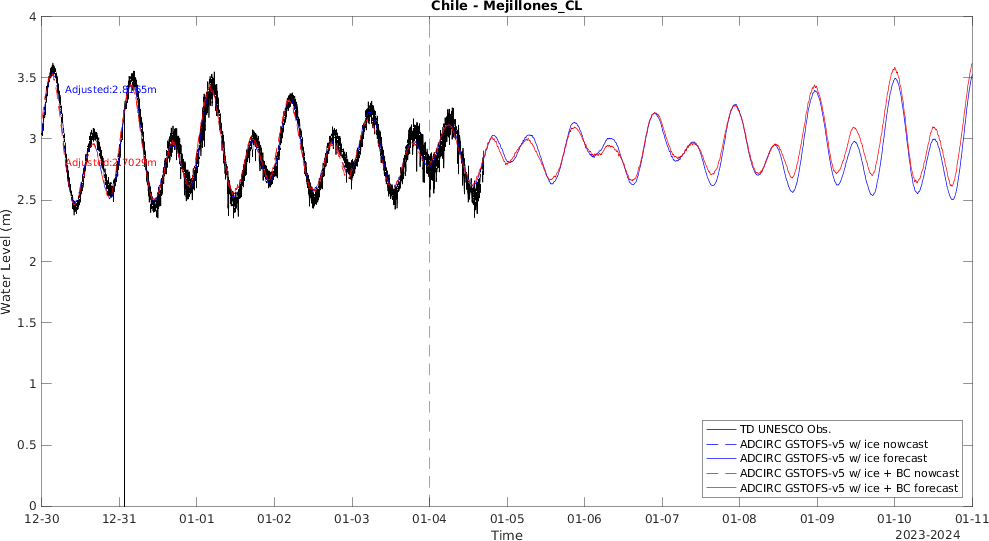 Chile - Mejillones_CL
4
3.5
3
2.5
2
1.5
1
0.5
0
Water Level (m)
Adjusted:2.7029m
TD UNESCO Obs.
ADCIRC GSTOFS-v5 w/ ice nowcast
ADCIRC GSTOFS-v5 w/ ice forecast
ADCIRC GSTOFS-v5 w/ ice + BC nowcast
ADCIRC GSTOFS-v5 w/ ice + BC forecast
12-30 12-31 01-01 01-02 01-03 01-04 01-05 01-06 01-07 01-08 01-09 01-10 01-11
Time
2023-2024